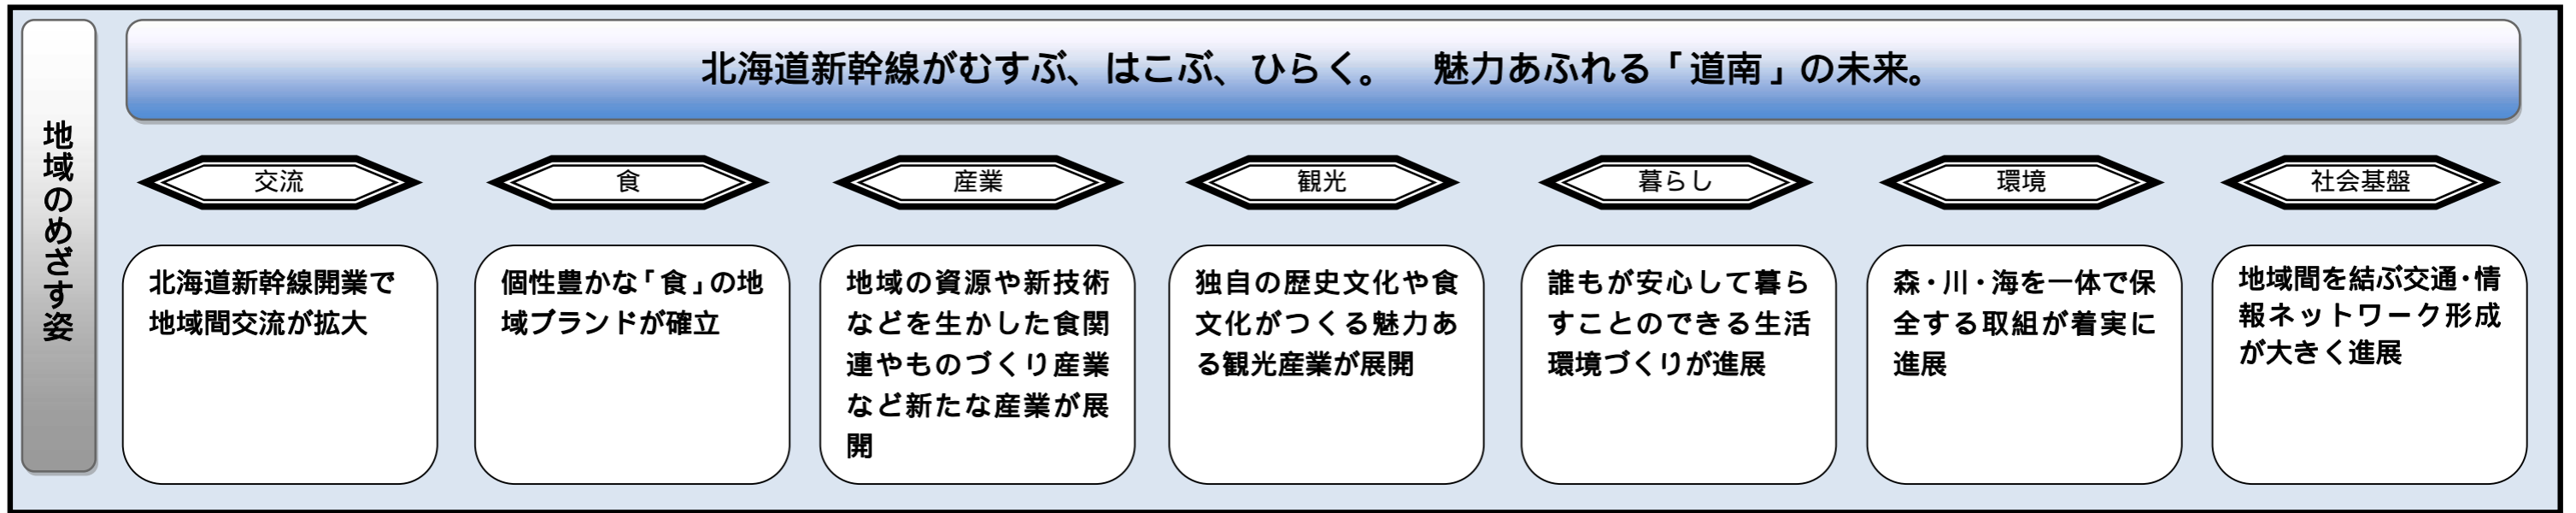 地域のめざす姿
北海道新幹線がむすぶ、はこぶ、ひらく。　魅力あふれる「道南」の未来。
交流
北海道新幹線開業で
地域間交流が拡大
食
個性豊かな「食」の地
域ブランドが確立
産業
地域の資源や新技術
などを生かした食関
連やものづくり産業
など新たな産業が展
開
観光
独自の歴史文化や食
文化がつくる魅力あ
る観光産業が展開
暮らし
誰もが安心して暮ら
すことのできる生活
環境づくりが進展
環境
森・川・海を一体で保
全する取組が着実に
進展
社会基盤
地域間を結ぶ交通・情
報ネットワーク形成
が大きく進展